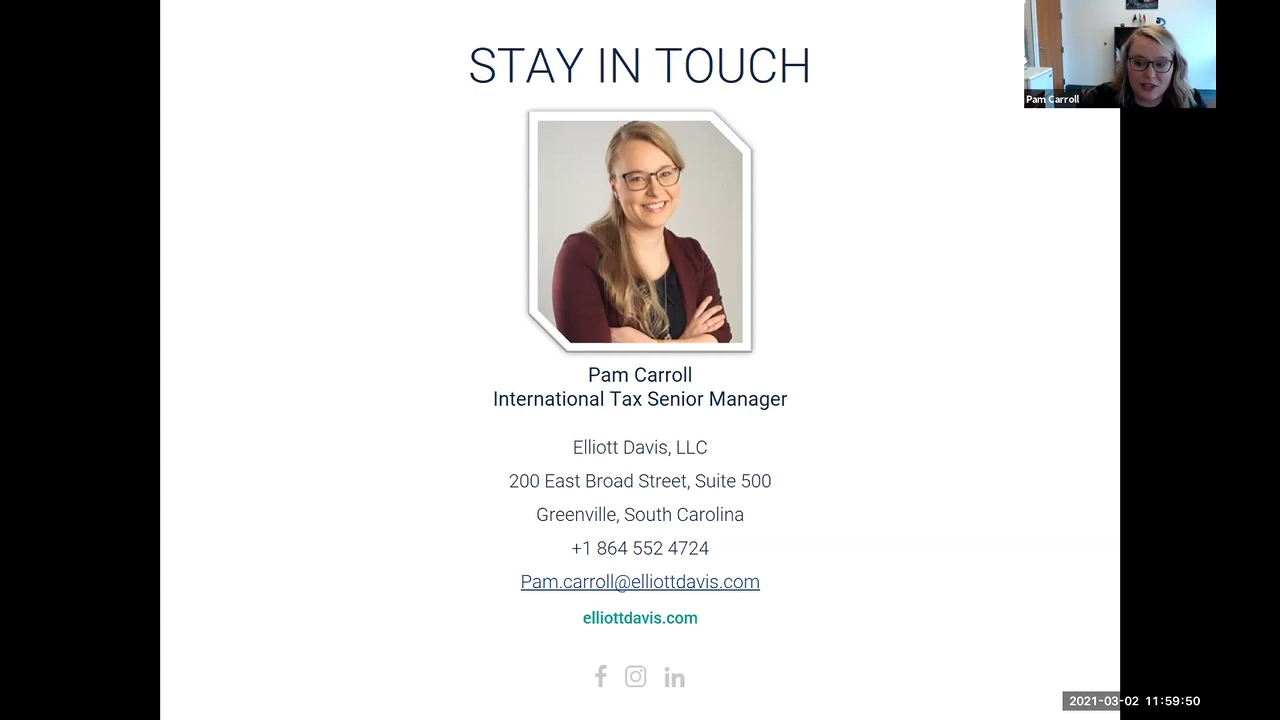 STAY IN TOUCH
Pam Carroll
Pam Carroll
International Tax Senior Manager
Elliott Davis, LLC
200 East Broad Street, Suite 500
Greenville, South Carolina
+1 864 552 4724
Pam.carroll@elliottdavis.com
elliottdavis.com
2021-03-02 11:59:50